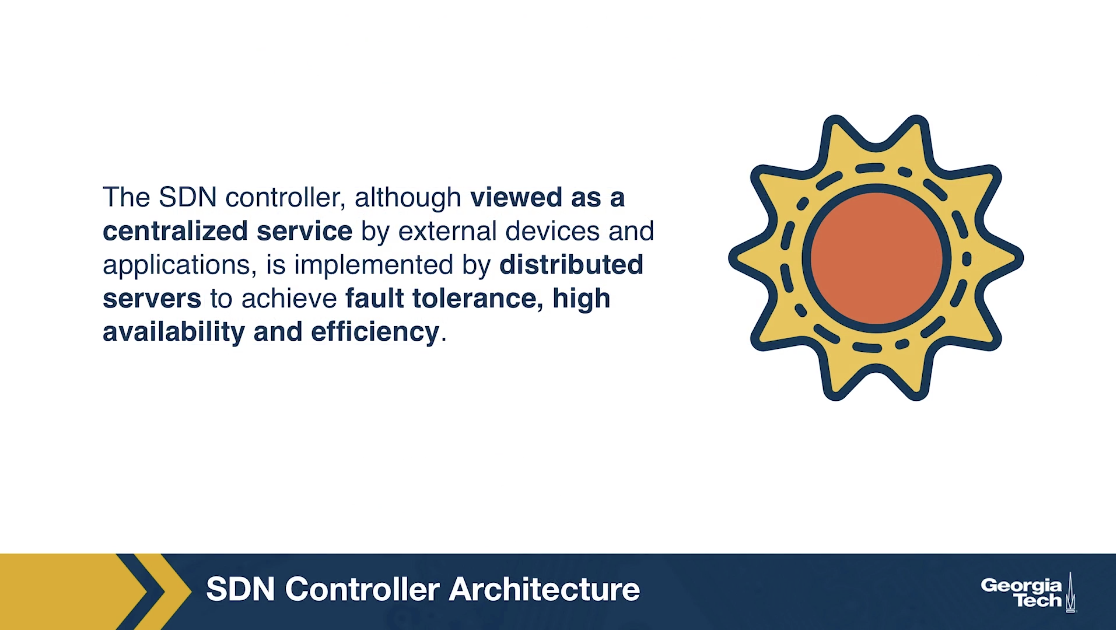 The SDN controller, although viewed as a
centralized service by external devices and
applications, is implemented by distributed
servers to achieve fault tolerance, high
availability and efficiency.
SDN Controller Architecture
Georgia
Tech